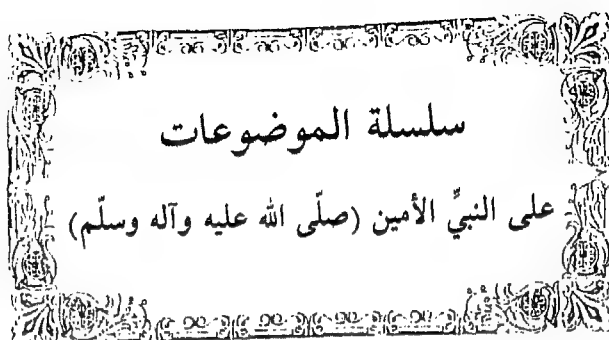 سلسلة الموضوعات
على النبيِّ الأمين (صلّى الله عليه وآله وسلّم)